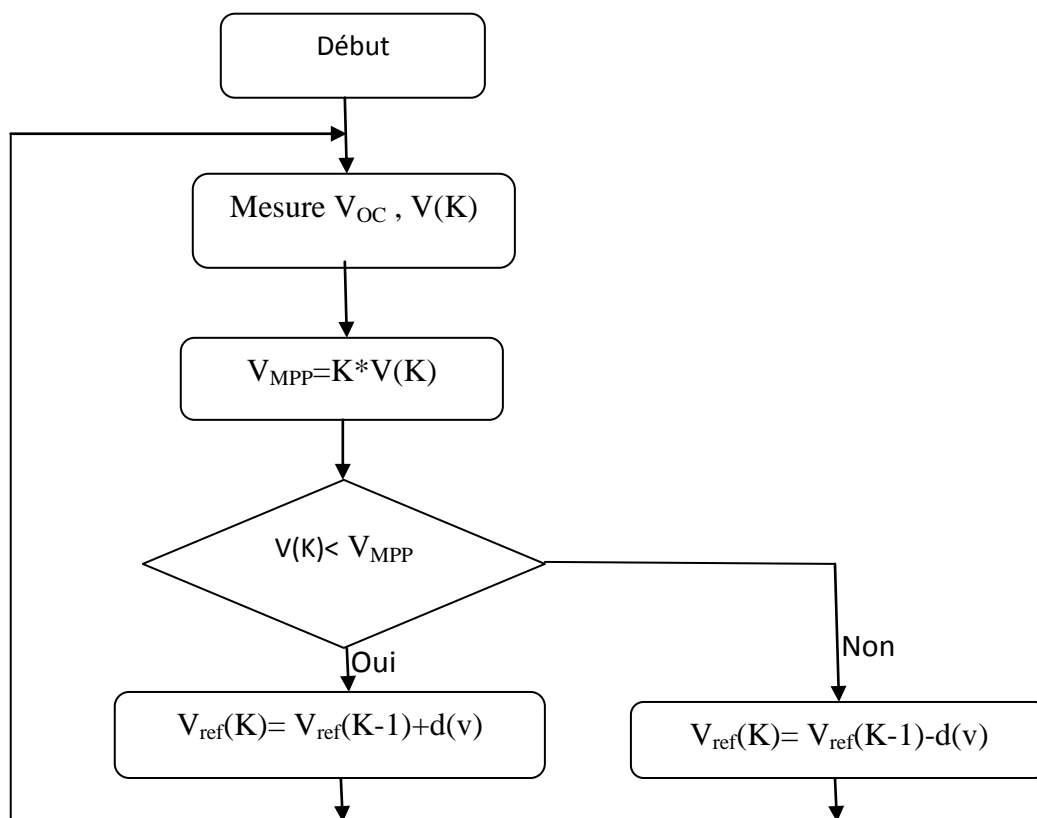 Début
Mesure V_OC , V(K)
V_MPP=K*V(K)
V(K)< V_MPP
Oui
Non
V_ref(K)= V_ref(K-1)+d(v)
V_ref(K)= V_ref(K-1)-d(v)